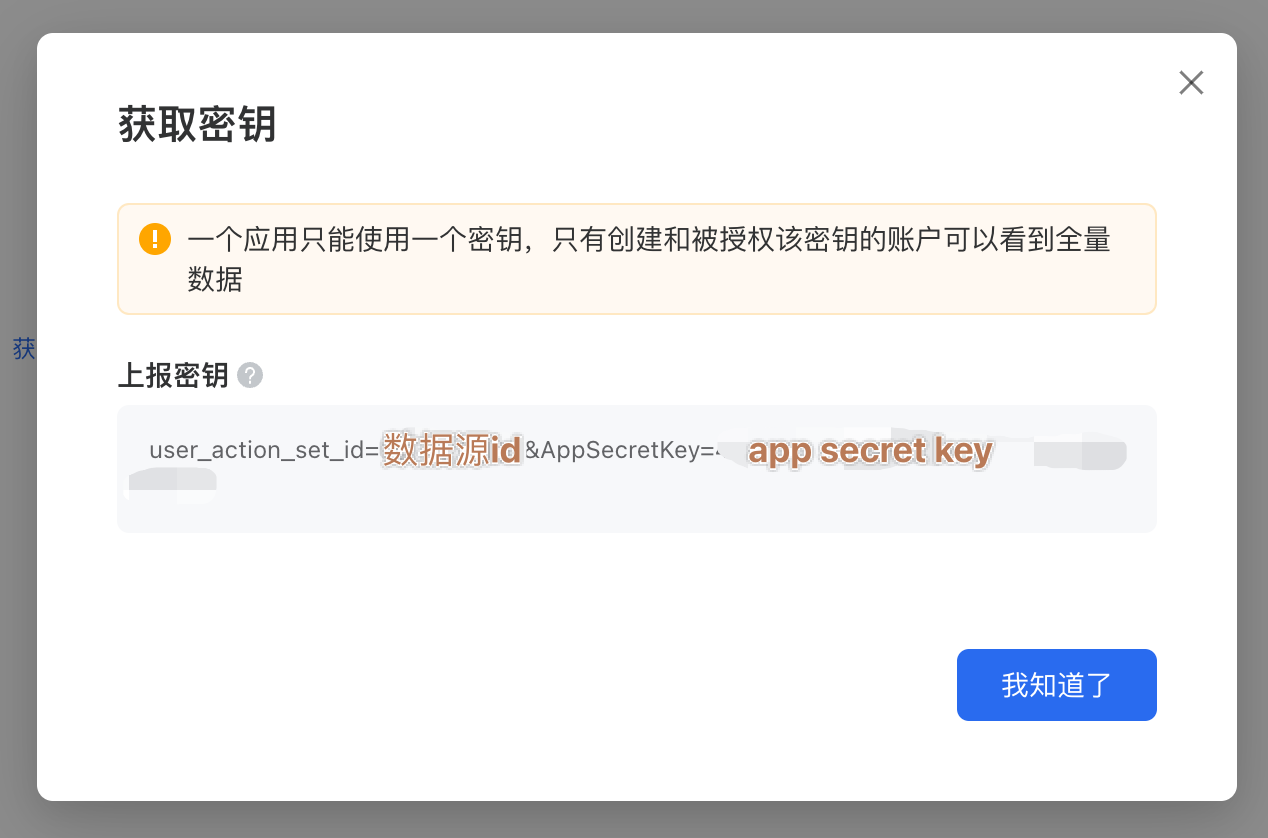 获取密钥
一个应用只能使用一个密钥，只有创建和被授权该密钥的账户可以看到全量
数据
获
上报密钥
user_action_set_id=数据源id&AppSecretKey=app secret key
我知道了